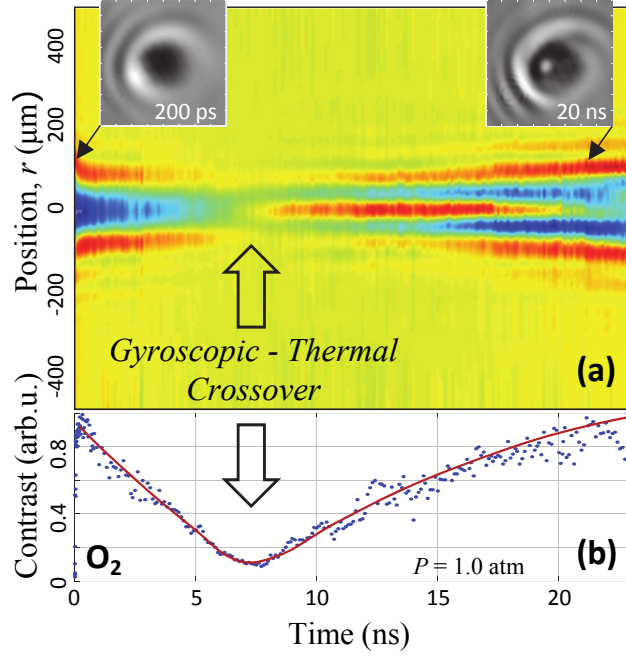 400
200 ps
20 ns
200
0
-200
-400
Position, r (μm)
Gyroscopic - Thermal
Crossover
(a)
0.8
0.4
0
Contrast (arb.u.)
O₂
P = 1.0 atm
(b)
0
5
10
15
20
Time (ns)